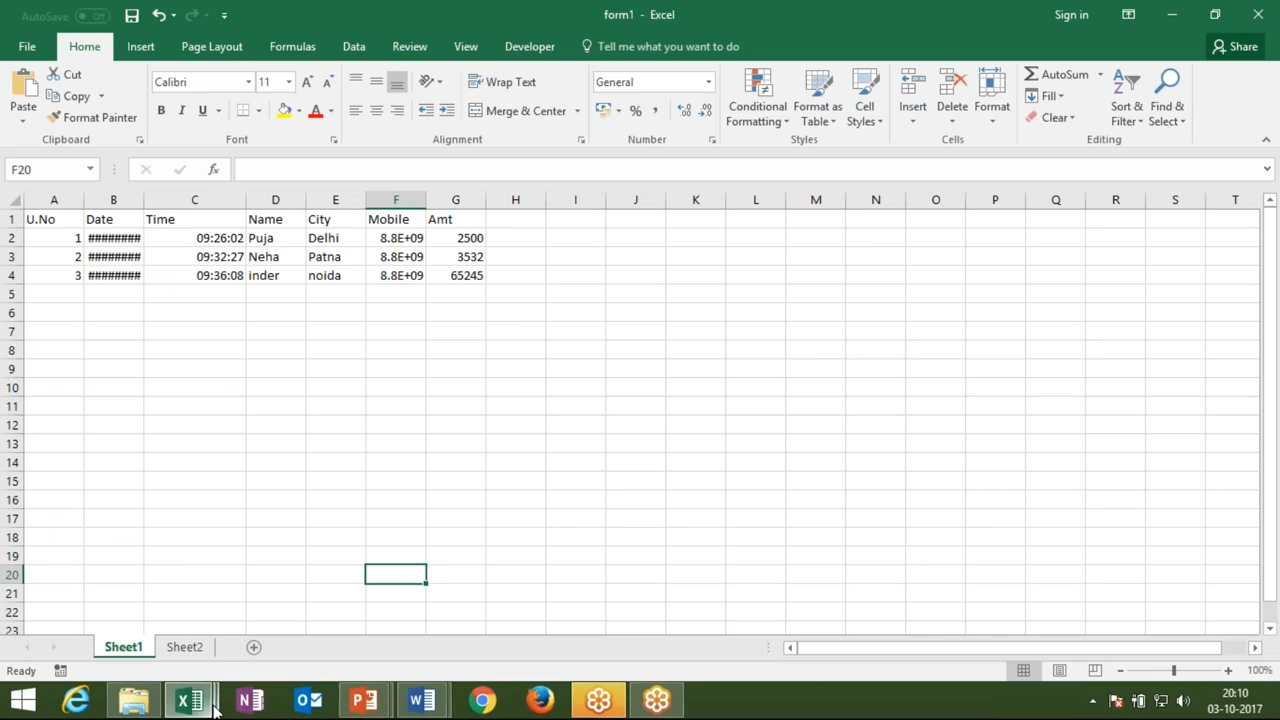 AutoSave Off form1 - Excel Sign in
File Home Insert Page Layout Formulas Data Review View Developer Tell me what you want to do Share
Paste Cut Copy Format Painter
Calibri 11 Wrap Text General
B I U Merge & Center % ,
Conditional Formatting Format as Table Cell Styles Insert Delete Format
AutoSum Fill Clear Sort & Filter Find & Select
Clipboard Font Alignment Number Styles Cells Editing
F20 fx
A B C D E F G H I J K L M N O P Q R S T
1 U.No Date Time Name City Mobile Amt
2 1 ######## 09:26:02 Puja Delhi 8.8E+09 2500
3 2 ######## 09:32:27 Neha Patna 8.8E+09 3532
4 3 ######## 09:36:08 inder noida 8.8E+09 65245
5
6
7
8
9
10
11
12
13
14
15
16
17
18
19
20
21
22
23
Sheet1 Sheet2
Ready 100%
20:10
03-10-2017